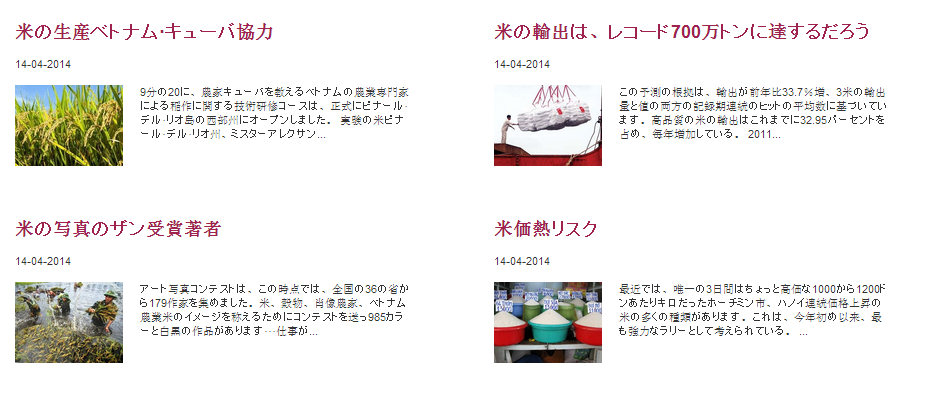 米の生産ベトナム·キューバ協力
14-04-2014
9分の20に、農家キューバを教えるベトナムの農業専門家
による稲作に関する技術研修コースは、正式にピナール·
デル·リオ島の西部州にオープンしました。 実験の米ピナ
ール·デル·リオ州、ミスターアレクサン...
米の輸出は、レコード700万トンに達するだろう
14-04-2014
この予測の根拠は、輸出が前年比33.7％増、3米の輸出
量と値の両方の記録期連続のヒットの平均数に基づいてい
ます。高品質の米の輸出はこれまでに32.95パーセントを
占め、毎年増加している。 2011...
米の写真のザン受賞著者
14-04-2014
アート写真コンテストは、この時点では、全国の36の省か
ら179作家を集めました。米、穀物、肖像農家、ベトナム
農業米のイメージを称えるためにコンテストを送っ985カラ
ーと白黒の作品があります…仕事が...
米価熱リスク
14-04-2014
最近では、唯一の3日間はちょっと高価な1000から1200ド
ンあたりキロだったホーチミン市、ハノイ連続価格上昇の
米の多くの種類があります。これは、今年初め以来、最
も強力なラリーとして考えられている。 ...